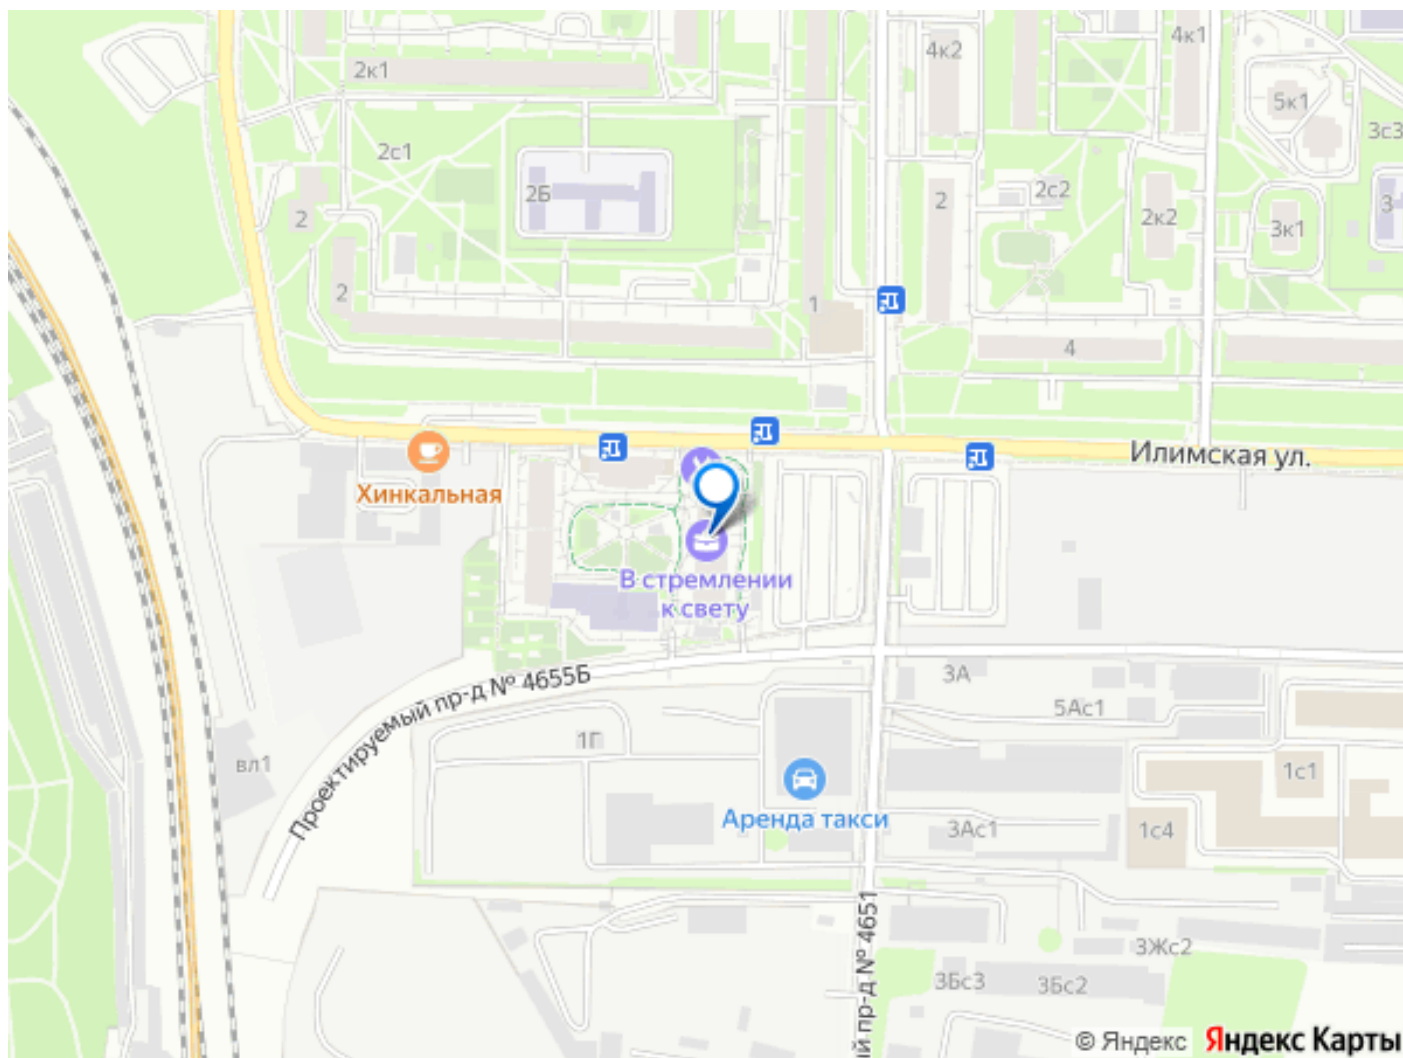 2к1
4к2
4к1
5к1
3с3
2с1
2Б
2
2с2
2к2
3
2
3к1
2
1
4
Илимская ул.
Хинкальная
В стремлении
к свету
Проектируемый пр-д № 4655Б
3А
5Ас1
1Г
вл1
1с1
Аренда такси
3Ас1
1с4
ый пр-д № 4651
3Жс2
3Бс3
3Бс2
© Яндекс Яндекс Карты